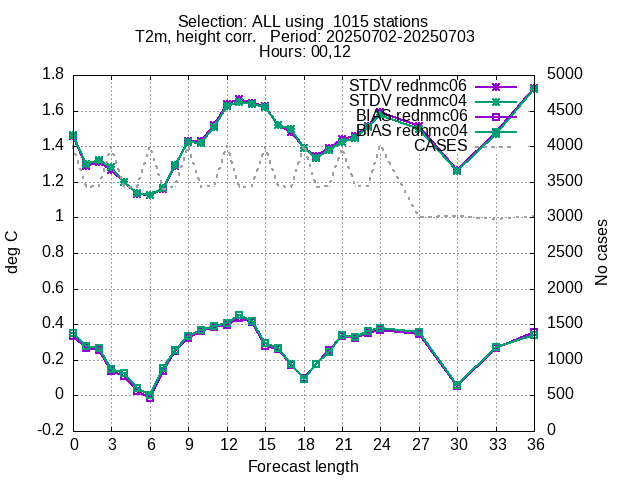 Selection: ALL using  1015 stations
T2m, height corr.   Period: 20250702-20250703
Hours: 00,12
STDV rednmc06
STDV rednmc04
BIAS rednmc06
BIAS rednmc04
CASES
deg C
1.8
1.6
1.4
1.2
1
0.8
0.6
0.4
0.2
0
-0.2
5000
4500
4000
3500
3000
2500
2000
1500
1000
500
0
No cases
0 3 6 9 12 15 18 21 24 27 30 33 36
Forecast length